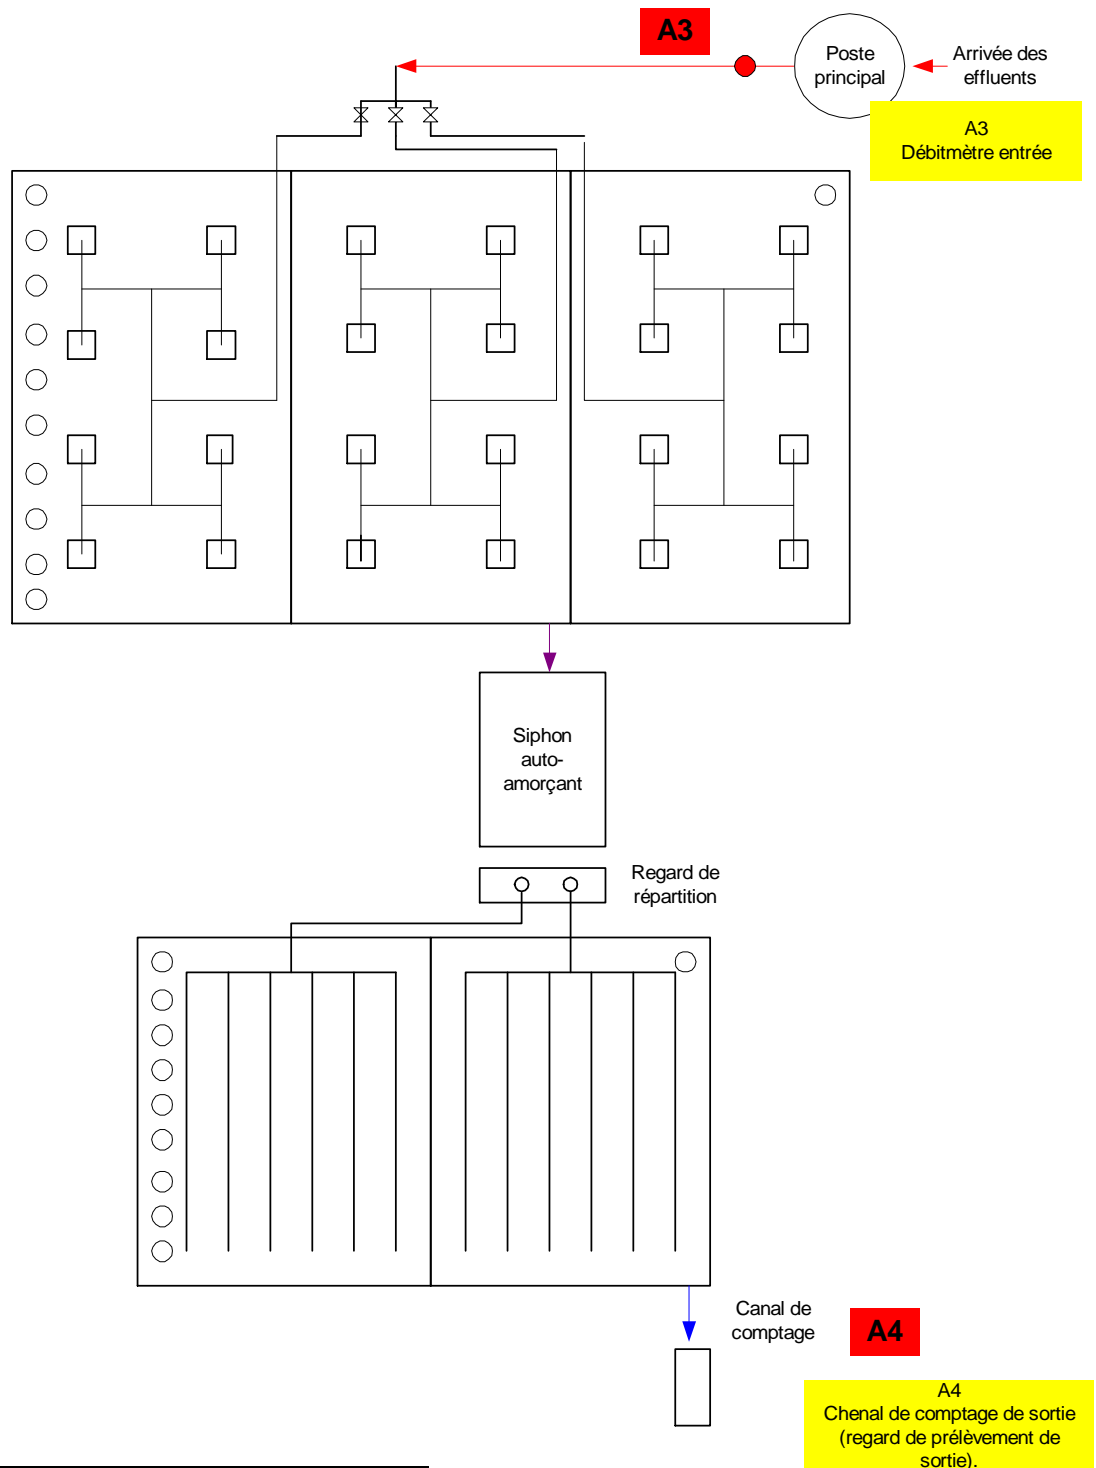 A3
Poste
principal
Arrivée des
effluents
A3
Débitmètre entrée
Siphon
auto-
amorçant
Regard de
répartition
Canal de
comptage
A4
A4
Chenal de comptage de sortie
(regard de prélèvement de
sortie).